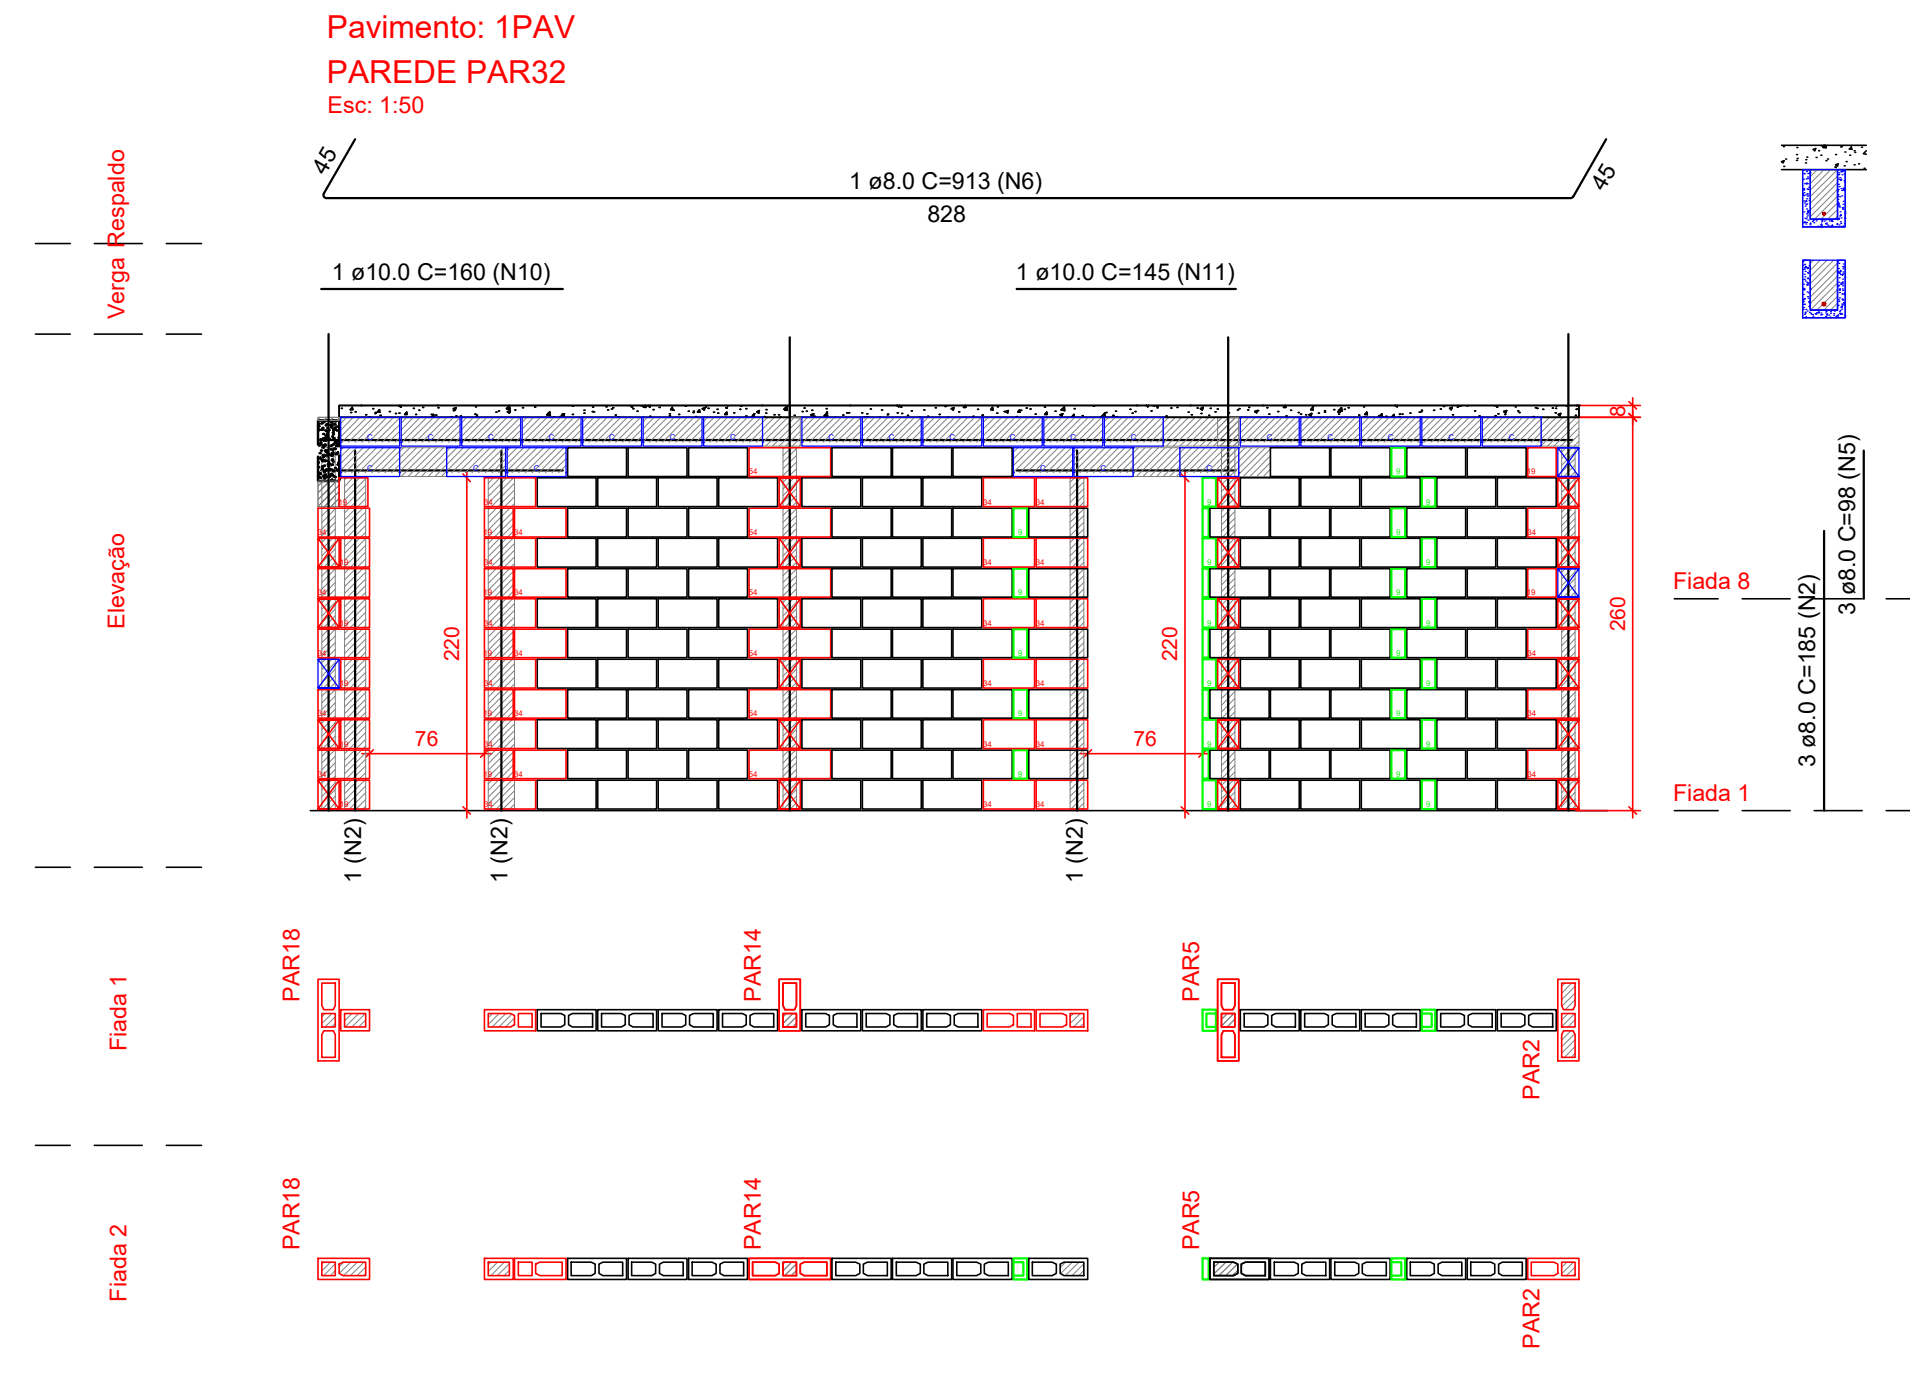 Pavimento: 1PAV
PAREDE PAR32
Esc: 1:50
Respaldo
45
1 ø8.0 C=913 (N6)
828
45
Verga
1 ø10.0 C=160 (N10)
1 ø10.0 C=145 (N11)
Elevação
8
260
220
220
76
76
Fiada 8
Fiada 1
3 ø8.0 C=185 (N2)
3 ø8.0 C=98 (N5)
1 (N2)
1 (N2)
1 (N2)
Fiada 1
PAR18
PAR14
PAR5
PAR2
Fiada 2
PAR18
PAR14
PAR5
PAR2